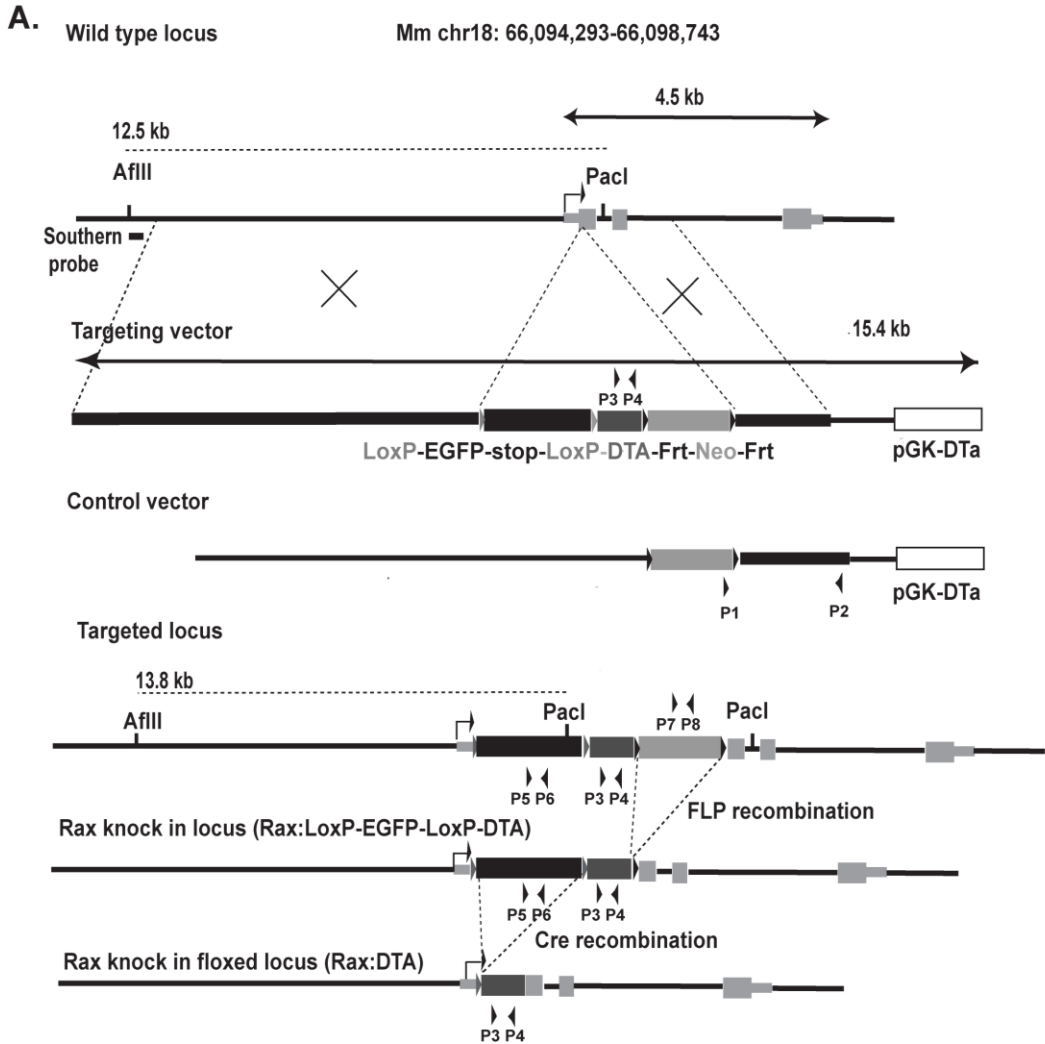 A.
Wild type locus
Mm chr18: 66,094,293-66,098,743
4.5 kb
12.5 kb
AflII
PacI
Southern
probe
Targeting vector
15.4 kb
P3 P4
LoxP-EGFP-stop-LoxP-DTA-Frt-Neo-Frt
pGK-DTa
Control vector
P1
P2
pGK-DTa
Targeted locus
13.8 kb
AflII
PacI
P7 P8
PacI
P5 P6
P3 P4
FLP recombination
Rax knock in locus (Rax:LoxP-EGFP-LoxP-DTA)
P5 P6
P3 P4
Cre recombination
Rax knock in floxed locus (Rax:DTA)
P3 P4